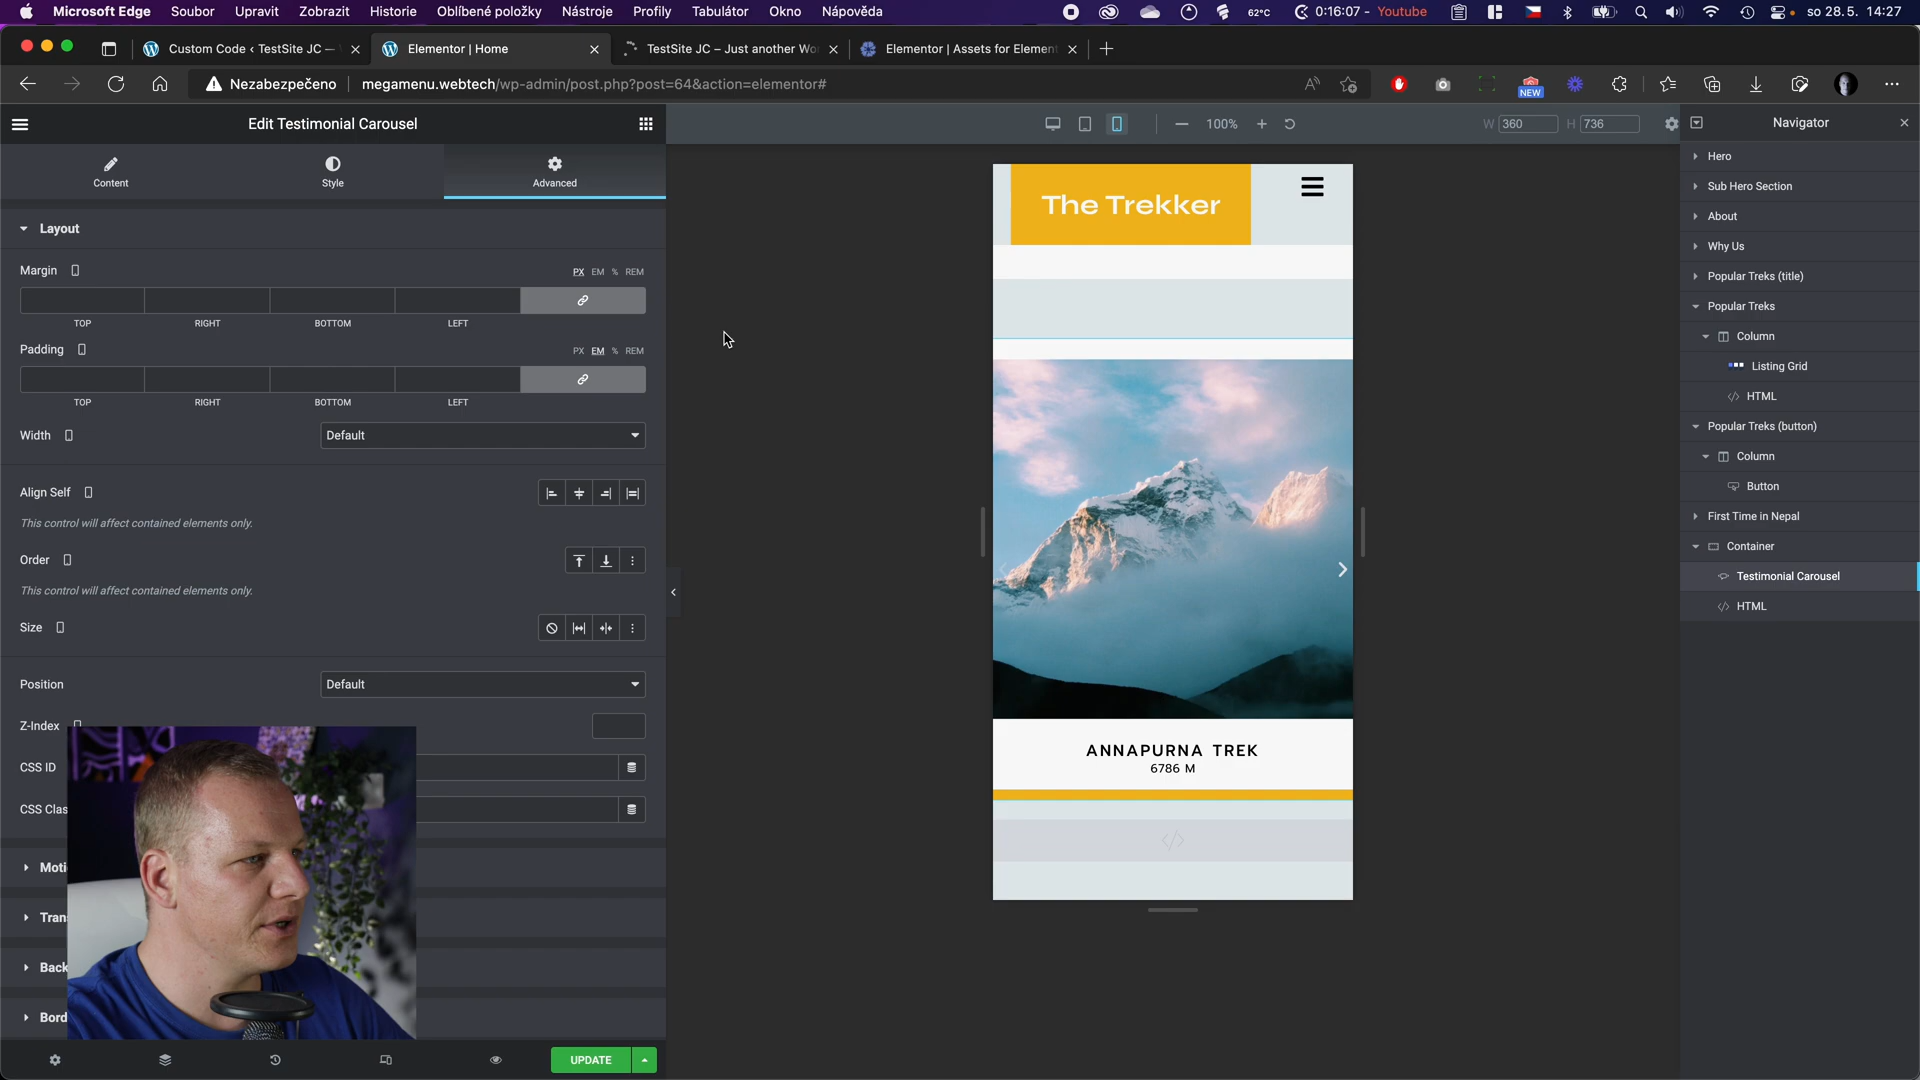 Microsoft Edge Soubor Upravit Zobrazit Historie Oblíbené položky Nástroje Profily Tabulátor Okno Nápověda
62°C 0:16:07 - Youtube so 28.5. 14:27
Custom Code ‹ TestSite JC —
Elementor | Home
TestSite JC – Just another Wo
Elementor | Assets for Element
Nezabezpečeno megamenu.webtech/wp-admin/post.php?post=64&action=elementor#
NEW
Edit Testimonial Carousel
100%
W 360 H 736
Navigator
Content
Style
Advanced
Layout
Margin
PX EM % REM
TOP RIGHT BOTTOM LEFT
Padding
PX EM % REM
TOP RIGHT BOTTOM LEFT
Width
Default
Align Self
This control will affect contained elements only.
Order
This control will affect contained elements only.
Size
Position
Default
Z-Index
CSS ID
CSS Clas
Moti
Tran
Back
Bord
UPDATE
The Trekker
ANNAPURNA TREK
6786 M
Hero
Sub Hero Section
About
Why Us
Popular Treks (title)
Popular Treks
Column
Listing Grid
HTML
Popular Treks (button)
Column
Button
First Time in Nepal
Container
Testimonial Carousel
HTML